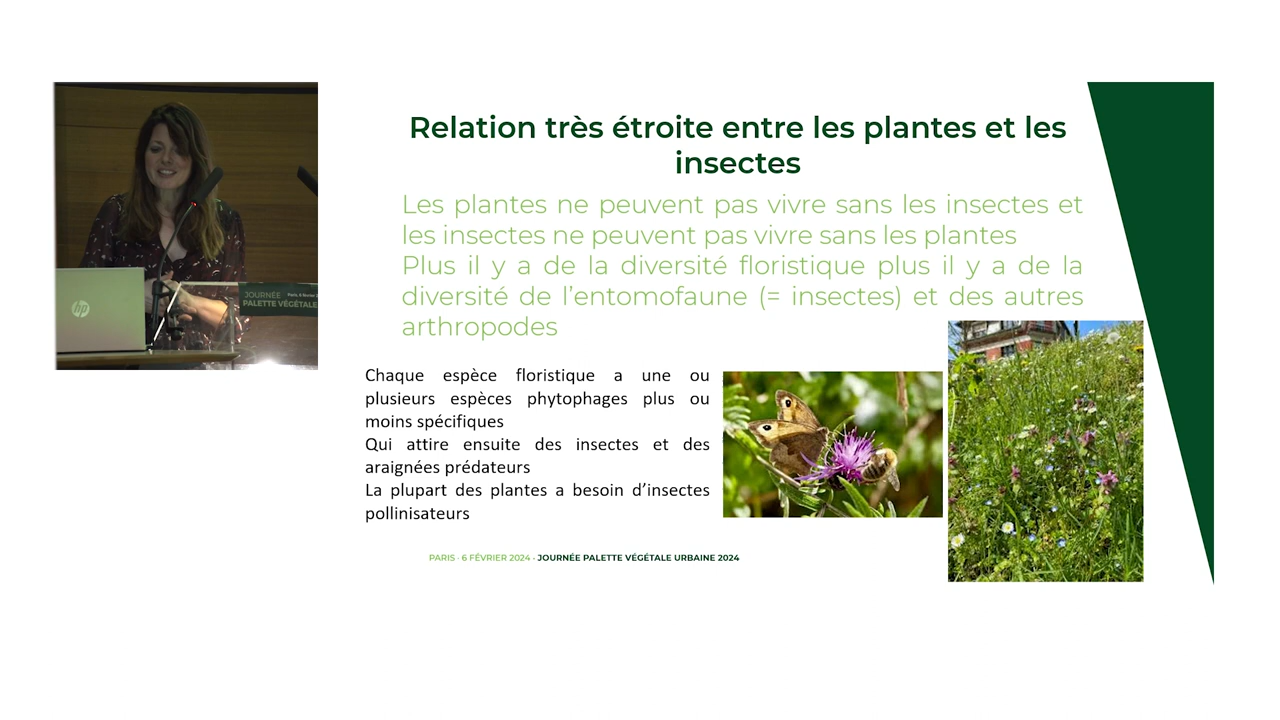 Relation très étroite entre les plantes et les
insectes
Les plantes ne peuvent pas vivre sans les insectes et
les insectes ne peuvent pas vivre sans les plantes
Plus il y a de la diversité floristique plus il y a de la
diversité de l’entomofaune (= insectes) et des autres
arthropodes
Chaque espèce floristique a une ou
plusieurs espèces phytophages plus ou
moins spécifiques
Qui attire ensuite des insectes et des
araignées prédateurs
La plupart des plantes a besoin d’insectes
pollinisateurs
PARIS - 6 FÉVRIER 2024 - JOURNÉE PALETTE VÉGÉTALE URBAINE 2024
hp
JOURNÉE
PALETTE VÉGÉTALE